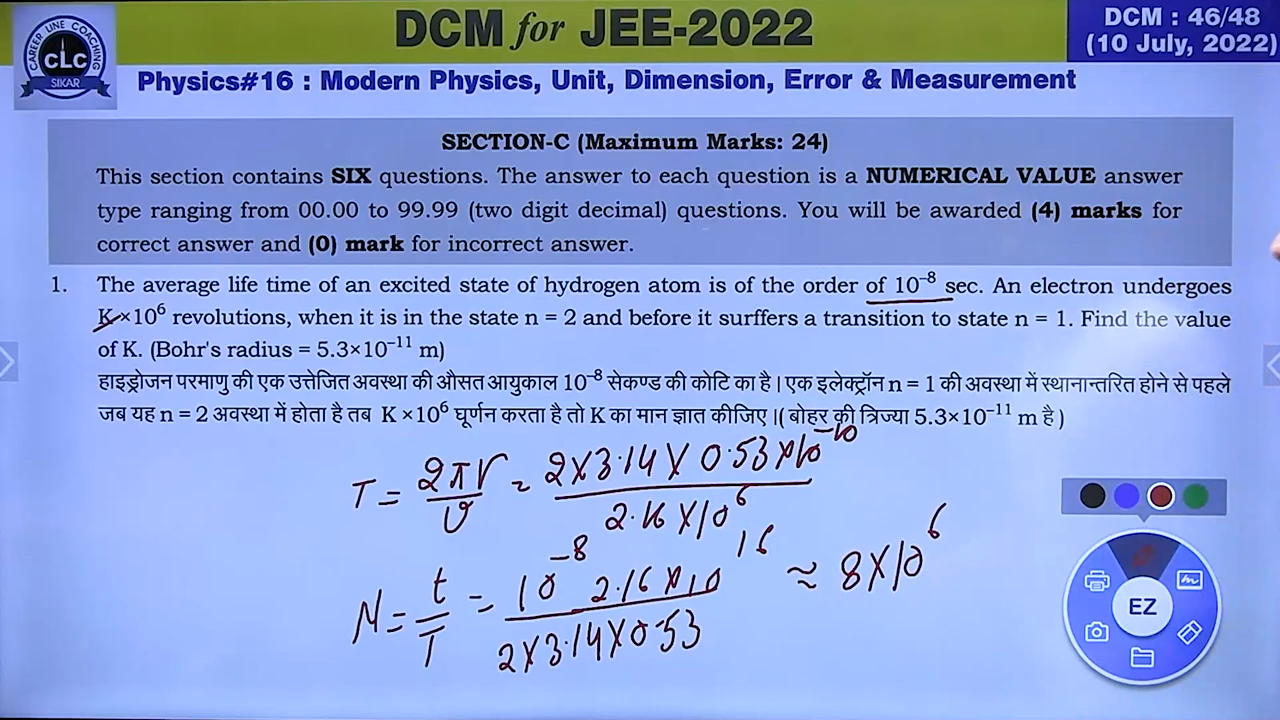 DCM for JEE-2022
DCM : 46/48
(10 July, 2022)
CAREER LINE COACHING
CLC
SIKAR
Physics#16 : Modern Physics, Unit, Dimension, Error & Measurement
SECTION-C (Maximum Marks: 24)
This section contains SIX questions. The answer to each question is a NUMERICAL VALUE answer
type ranging from 00.00 to 99.99 (two digit decimal) questions. You will be awarded (4) marks for
correct answer and (0) mark for incorrect answer.
1. The average life time of an excited state of hydrogen atom is of the order of 10⁻⁸ sec. An electron undergoes
K ×10⁶ revolutions, when it is in the state n = 2 and before it surffers a transition to state n = 1. Find the value
of K. (Bohr's radius = 5.3×10⁻¹¹ m)
हाइड्रोजन परमाणु की एक उत्तेजित अवस्था की औसत आयुकाल 10⁻⁸ सेकण्ड की कोटि का है। एक इलेक्ट्रॉन n = 1 की अवस्था में स्थानान्तरित होने से पहले
जब यह n = 2 अवस्था में होता है तब K ×10⁶ घूर्णन करता है तो K का मान ज्ञात कीजिए।( बोहर की त्रिज्या 5.3×10⁻¹¹ m है )
T = 2πr/v = 2×3.14×0.53×10⁻¹⁰ / 2.16×10⁶
N = t/T = 10⁻⁸ 2.16×10¹⁶ / 2×3.14×0.53 ≈ 8×10⁶
EZ